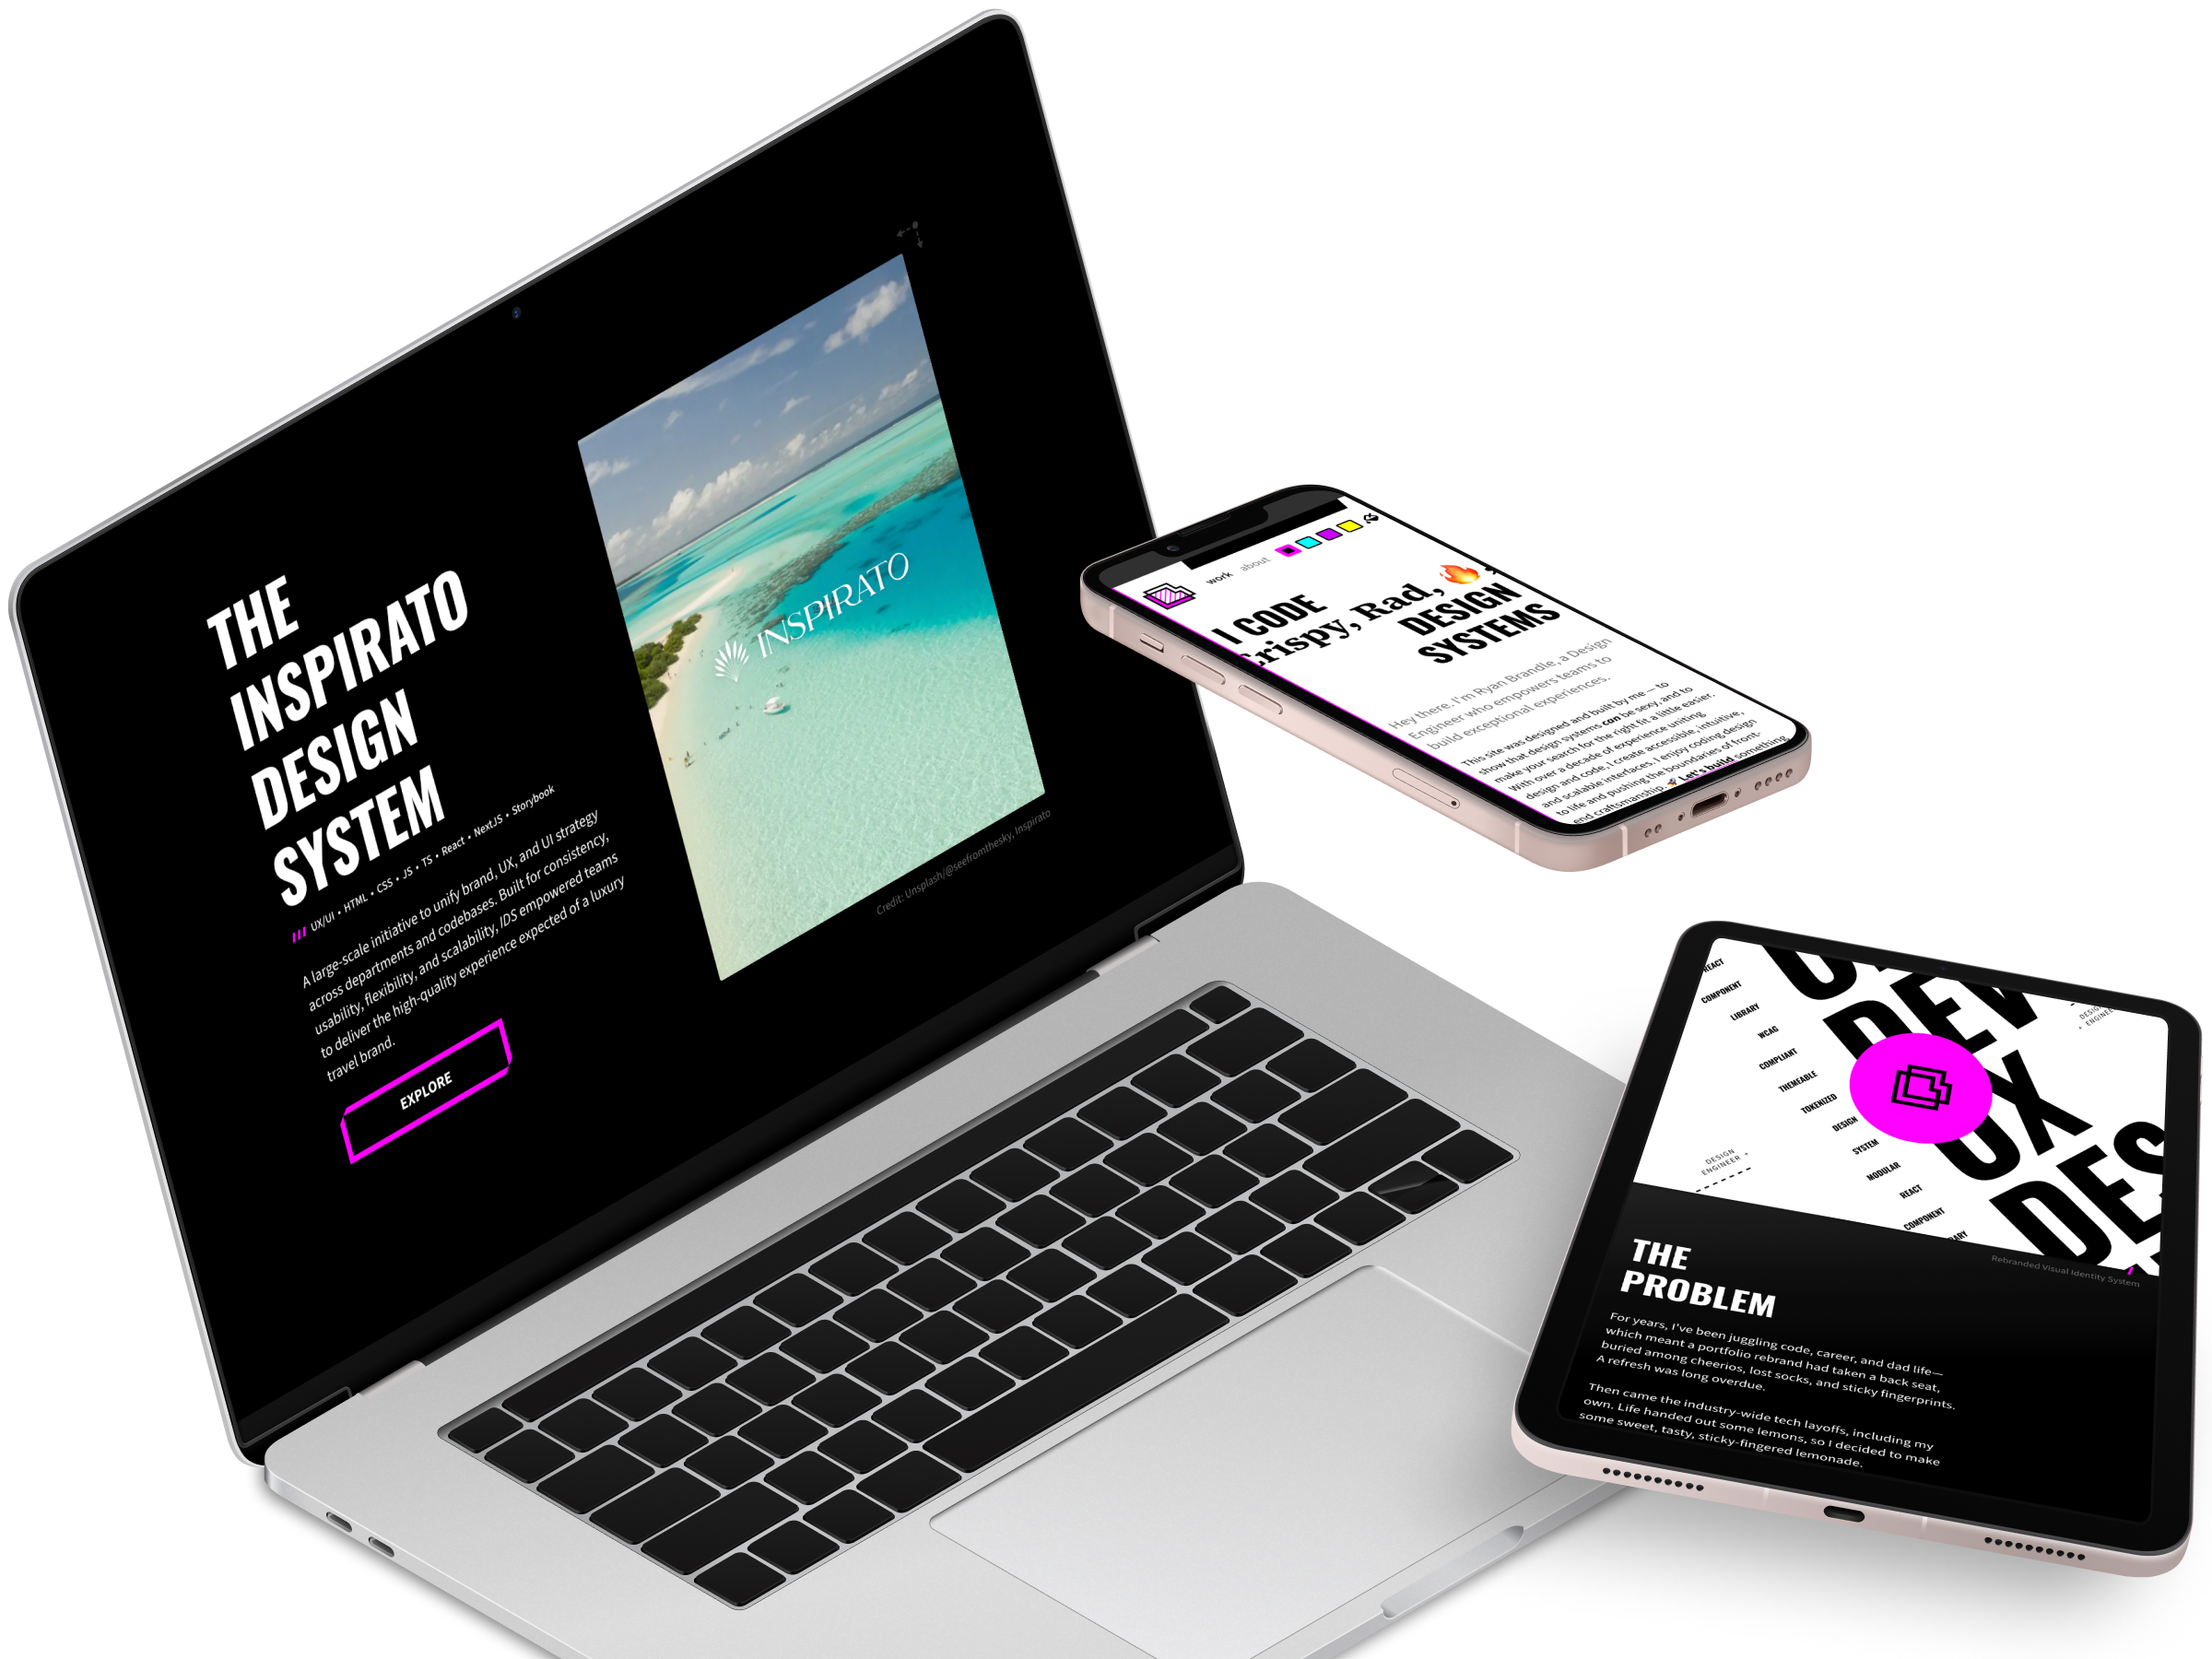 THE
INSPIRATO
DESIGN
SYSTEM
UX/UI • HTML • CSS • JS • TS • React • NextJS • Storybook
A large-scale initiative to unify brand, UX, and UI strategy
across departments and codebases. Built for consistency,
usability, flexibility, and scalability, IDS empowered teams
to deliver the high-quality experience expected of a luxury
travel brand.
EXPLORE
INSPIRATO
Credit: Unsplash/@seefromthesky, Inspirato
work about
I CODE
Crispy, Rad, 🔥
DESIGN
SYSTEMS
Hey there. I'm Ryan Brandle, a Design
Engineer who empowers teams to
build exceptional experiences.
This site was designed and built by me — to
show that design systems can be sexy, and to
make your search for the right fit a little easier.
With over a decade of experience uniting
design and code, I create accessible, intuitive,
and scalable interfaces. I enjoy coding design
to life and pushing the boundaries of front-
end craftsmanship. 🚀 Let's build something
REACT
COMPONENT
LIBRARY
WCAG
COMPLIANT
THEMEABLE
TOKENIZED
DESIGN
SYSTEM
MODULAR
REACT
COMPONENT
DEV
UX
DES
DESIGN
ENGINEER +
Rebranded Visual Identity System
THE
PROBLEM
For years, I've been juggling code, career, and dad life—
which meant a portfolio rebrand had taken a back seat,
buried among cheerios, lost socks, and sticky fingerprints.
A refresh was long overdue.
Then came the industry-wide tech layoffs, including my
own. Life handed out some lemons, so I decided to make
some sweet, tasty, sticky-fingered lemonade.